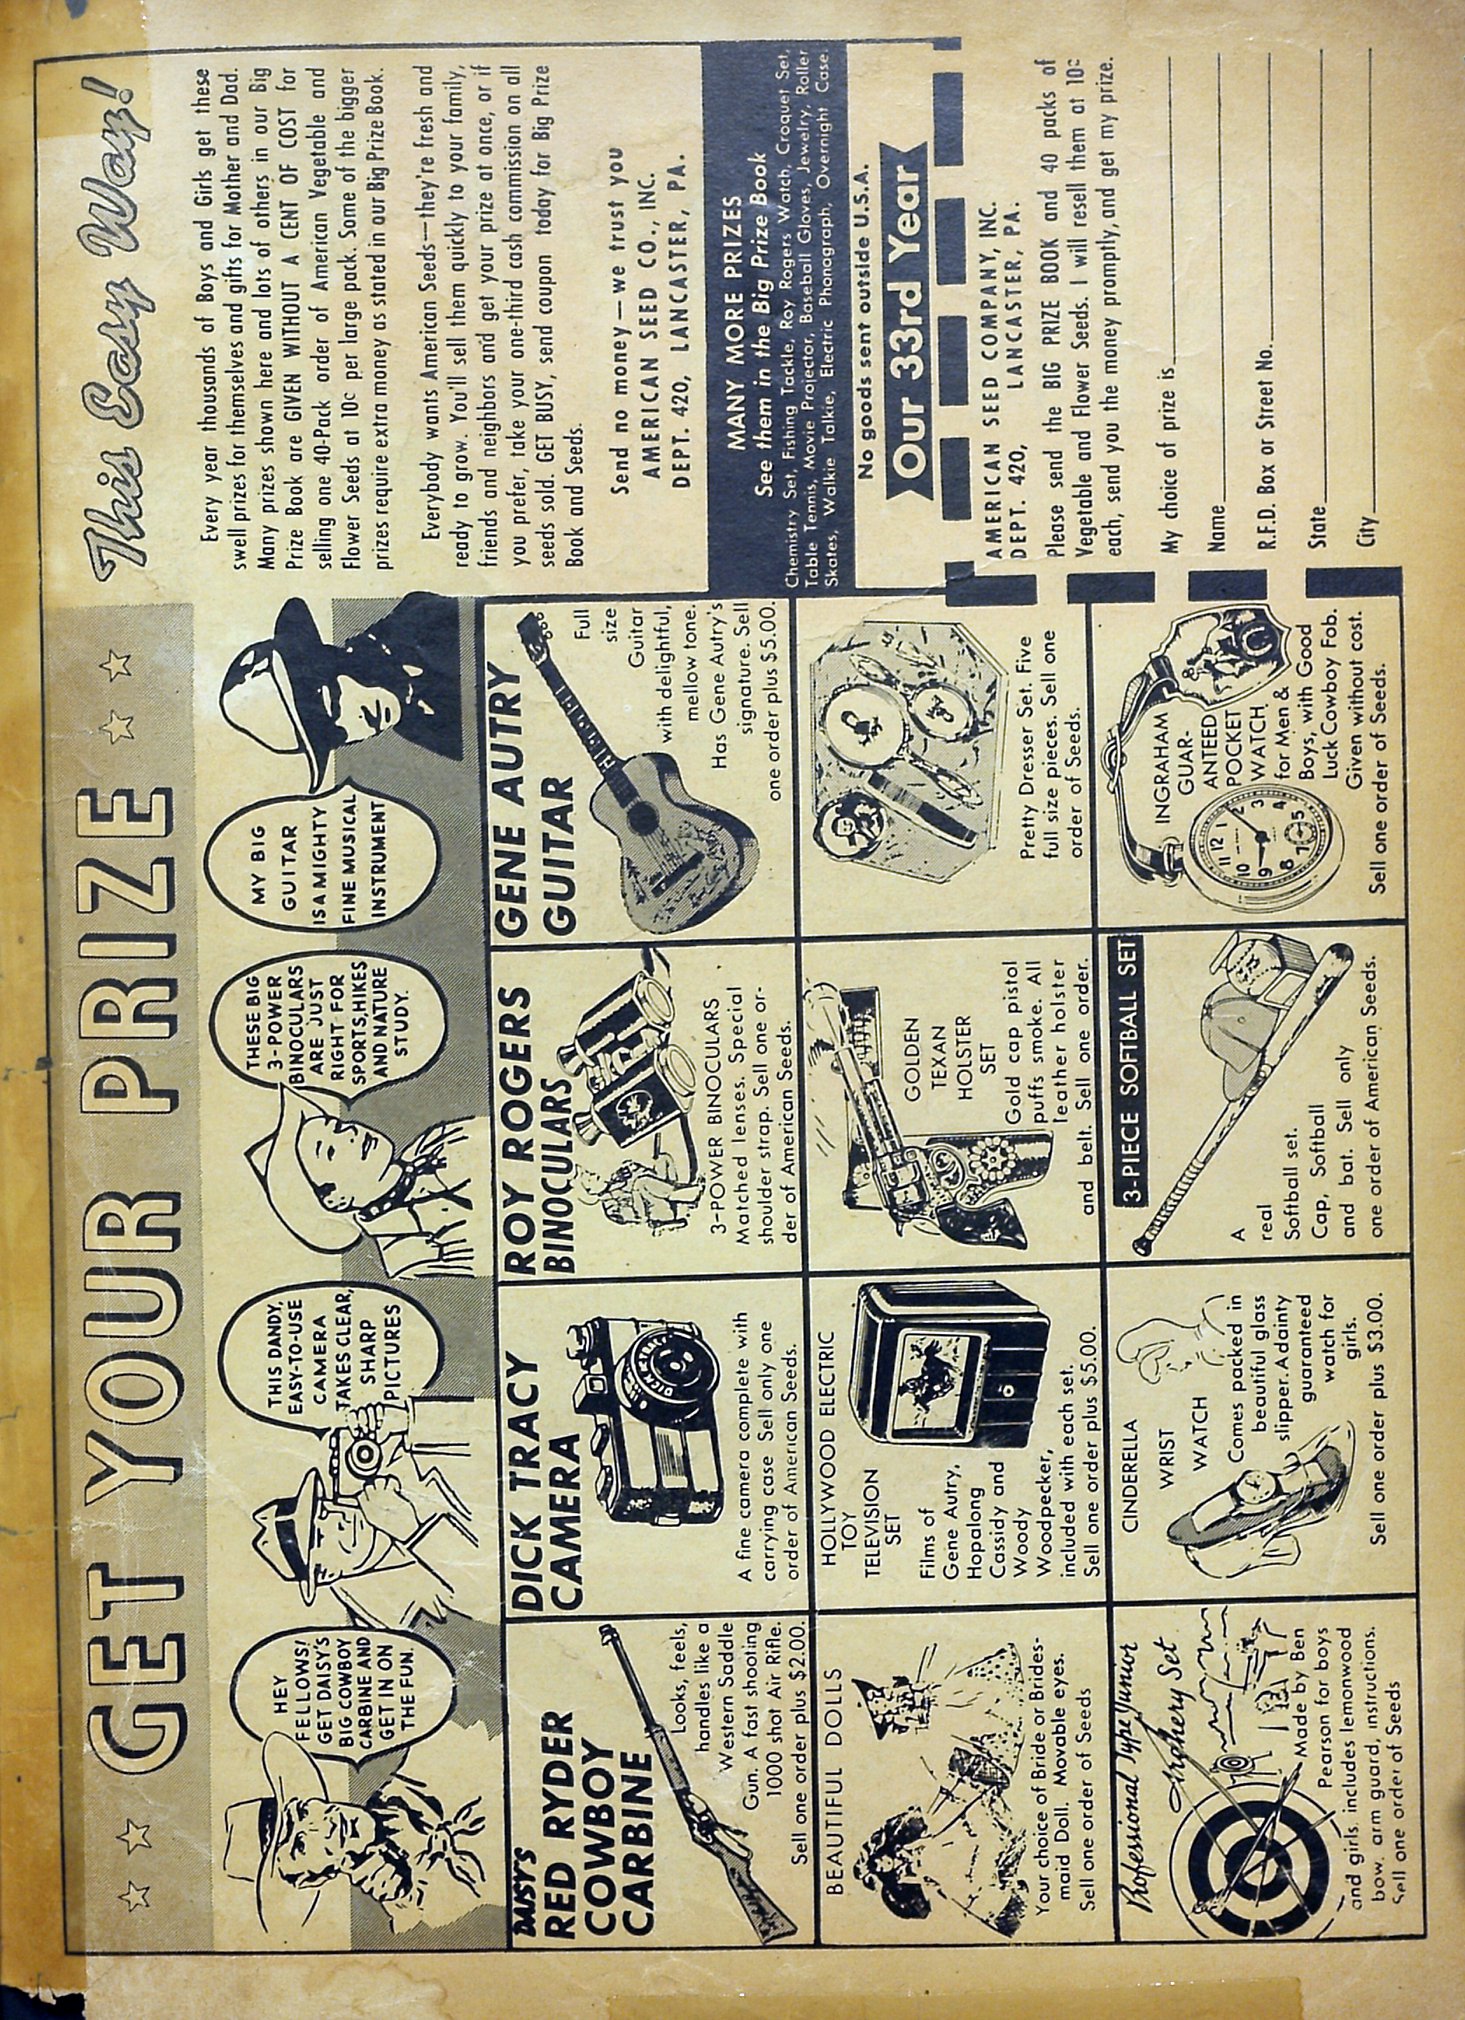 GET YOUR PRIZE
This Easy Way!
HEY
FELLOWS!
GET DAISY'S
BIG COWBOY
CARBINE AND
GET IN ON
THE FUN.
THIS DANDY,
EASY-TO-USE
CAMERA
TAKES CLEAR,
SHARP
PICTURES
THESE BIG
3-POWER
BINOCULARS
ARE JUST
RIGHT FOR
SPORTS, HIKES
AND NATURE
STUDY.
MY BIG
GUITAR
IS A MIGHTY
FINE MUSICAL
INSTRUMENT
DAISY'S
RED RYDER
COWBOY
CARBINE
Looks, feels,
handles like a
Western Saddle
Gun. A fast shooting
1000 shot Air Rifle.
Sell one order plus $2.00.
DICK TRACY
CAMERA
A fine camera complete with
carrying case Sell only one
order of American Seeds.
ROY ROGERS
BINOCULARS
3-POWER BINOCULARS
Matched lenses. Special
shoulder strap. Sell one or-
der of American Seeds.
GENE AUTRY
GUITAR
Full
size
Guitar
with delightful,
mellow tone.
Has Gene Autry's
signature. Sell
one order plus $5.00.
BEAUTIFUL DOLLS
Your choice of Bride or Brides-
maid Doll. Movable eyes.
Sell one order of Seeds
HOLLYWOOD ELECTRIC
TOY
TELEVISION
SET
Films of
Gene Autry,
Hopalong
Cassidy and
Woody
Woodpecker,
included with each set.
Sell one order plus $5.00.
GOLDEN
TEXAN
HOLSTER
SET
Gold cap pistol
puffs smoke. All
leather holster
and belt. Sell one order.
Pretty Dresser Set. Five
full size pieces. Sell one
order of Seeds.
Professional Type Junior
Archery Set
Made by Ben
Pearson for boys
and girls, includes lemonwood
bow, arm guard, instructions.
Sell one order of Seeds
CINDERELLA
WRIST
WATCH
Comes packed in
beautiful glass
slipper. A dainty
guaranteed
watch for
girls.
Sell one order plus $3.00.
3-PIECE SOFTBALL SET
A
real
Softball set.
Cap, Softball
and bat. Sell only
one order of American Seeds.
INGRAHAM
GUAR-
ANTEED
POCKET
WATCH
for Men &
Boys, with Good
Luck Cowboy Fob.
Given without cost.
Sell one order of Seeds.
Every year thousands of Boys and Girls get these
swell prizes for themselves and gifts for Mother and Dad.
Many prizes shown here and lots of others in our Big
Prize Book are GIVEN WITHOUT A CENT OF COST for
selling one 40-Pack order of American Vegetable and
Flower Seeds at 10c per large pack. Some of the bigger
prizes require extra money as stated in our Big Prize Book.
Everybody wants American Seeds—they're fresh and
ready to grow. You'll sell them quickly to your family,
friends and neighbors and get your prize at once, or if
you prefer, take your one-third cash commission on all
seeds sold. GET BUSY, send coupon today for Big Prize
Book and Seeds.
Send no money—we trust you
AMERICAN SEED CO., INC.
DEPT. 420, LANCASTER, PA.
MANY MORE PRIZES
See them in the Big Prize Book
Chemistry Set, Fishing Tackle, Roy Rogers Watch, Croquet Set,
Table Tennis, Movie Projector, Baseball Gloves, Jewelry, Roller
Skates, Walkie Talkie, Electric Phonograph, Overnight Case.
No goods sent outside U.S.A.
Our 33rd Year
AMERICAN SEED COMPANY, INC.
DEPT. 420, LANCASTER, PA.
Please send the BIG PRIZE BOOK and 40 packs of
Vegetable and Flower Seeds. I will resell them at 10c
each, send you the money promptly, and get my prize.
My choice of prize is
Name
R.F.D. Box or Street No.
State
City